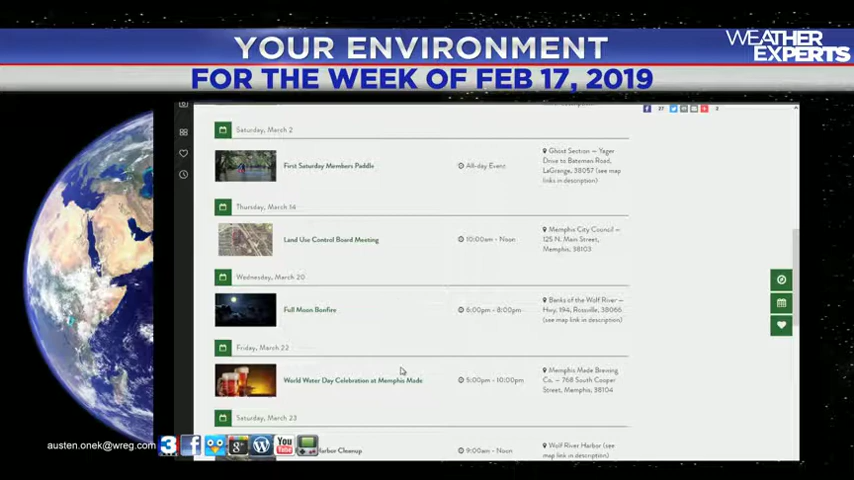 YOUR ENVIRONMENT
WEATHER
EXPERTS
FOR THE WEEK OF FEB 17, 2019
27
3
Saturday, March 2
First Saturday Members Paddle
All-day Event
Ghost Section – Yager
Drive to Bateman Road,
LaGrange, 38057 (see map
links in description)
Thursday, March 14
Land Use Control Board Meeting
10:00am - Noon
Memphis City Council –
125 N. Main Street,
Memphis, 38103
Wednesday, March 20
Full Moon Bonfire
6:00pm - 8:00pm
Banks of the Wolf River –
Hwy. 194, Rossville, 38066
(see map link in description)
Friday, March 22
World Water Day Celebration at Memphis Made
5:00pm - 10:00pm
Memphis Made Brewing
Co. – 768 South Cooper
Street, Memphis, 38104
Saturday, March 23
Harbor Cleanup
9:00am - Noon
Wolf River Harbor (see
map link in description)
austen.onek@wreg.com
3
f
g+
W
You
Tube